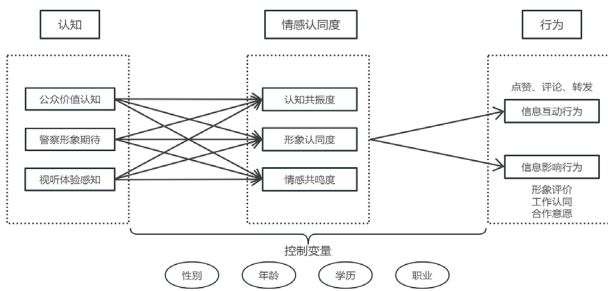 认知
情感认同度
行为
公众价值认知
警察形象期待
视听体验感知
认知共振度
形象认同度
情感共鸣度
点赞、评论、转发
信息互动行为
信息影响行为
形象评价
工作认同
合作意愿
控制变量
性别
年龄
学历
职业